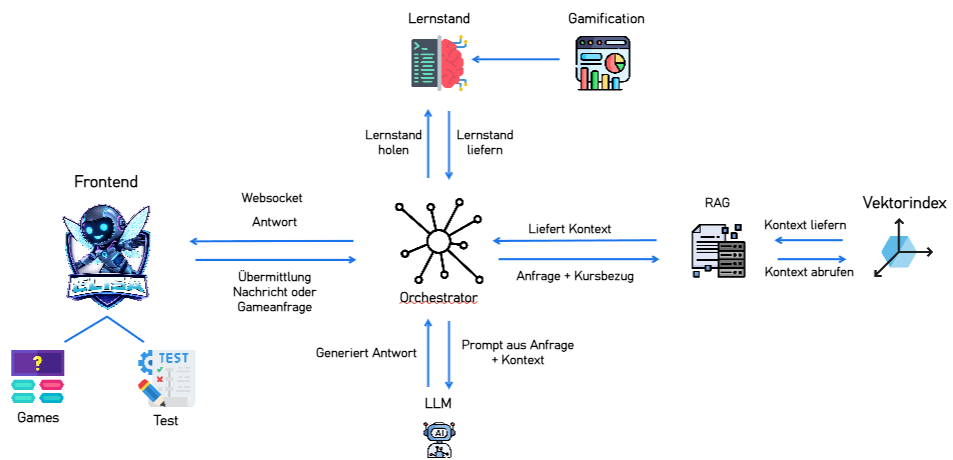 Lernstand
Gamification
Lernstand
holen
Lernstand
liefern
Frontend
Websocket
Antwort
Übermittlung
Nachricht oder
Gameanfrage
Orchestrator
Liefert Kontext
Anfrage + Kursbezug
RAG
Kontext liefern
Context abrufen
Vektorindex
Generiert Antwort
Prompt aus Anfrage
+ Kontext
LLM
AI
?
Games
TEST
Test